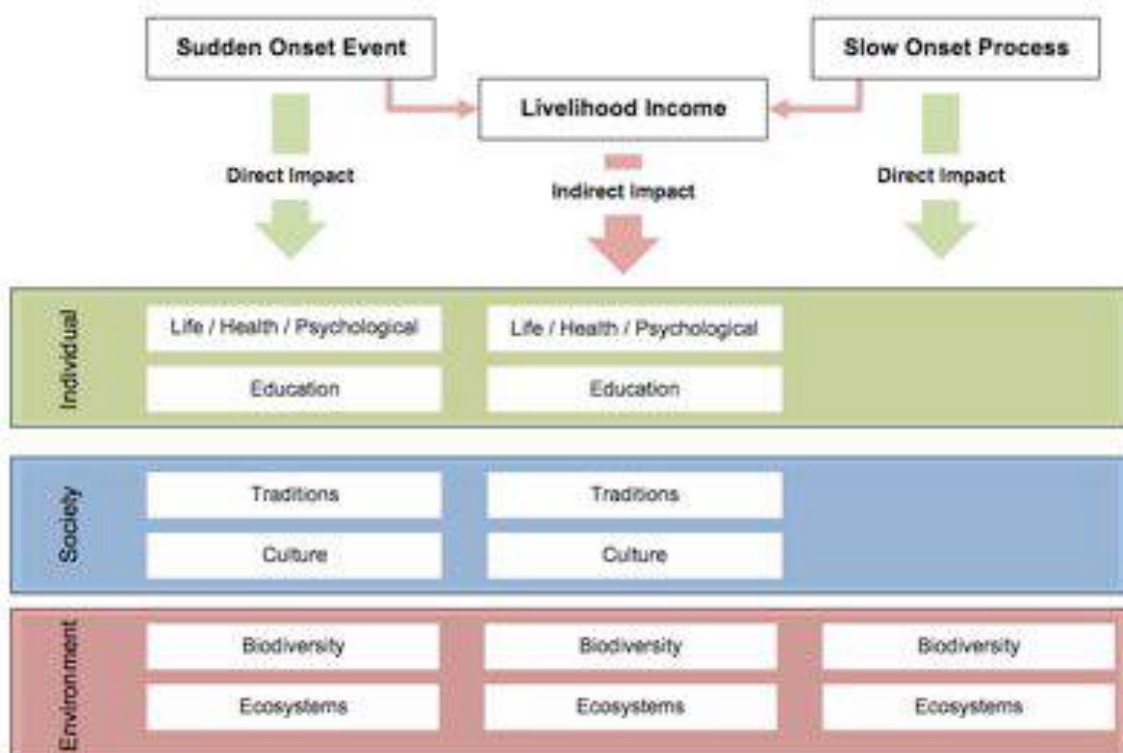 Sudden Onset Event
Slow Onset Process
Livelihood Income
Direct Impact
Indirect Impact
Direct Impact
Individual
Life / Health / Psychological
Life / Health / Psychological
Education
Education
Society
Traditions
Traditions
Culture
Culture
Environment
Biodiversity
Biodiversity
Biodiversity
Ecosystems
Ecosystems
Ecosystems